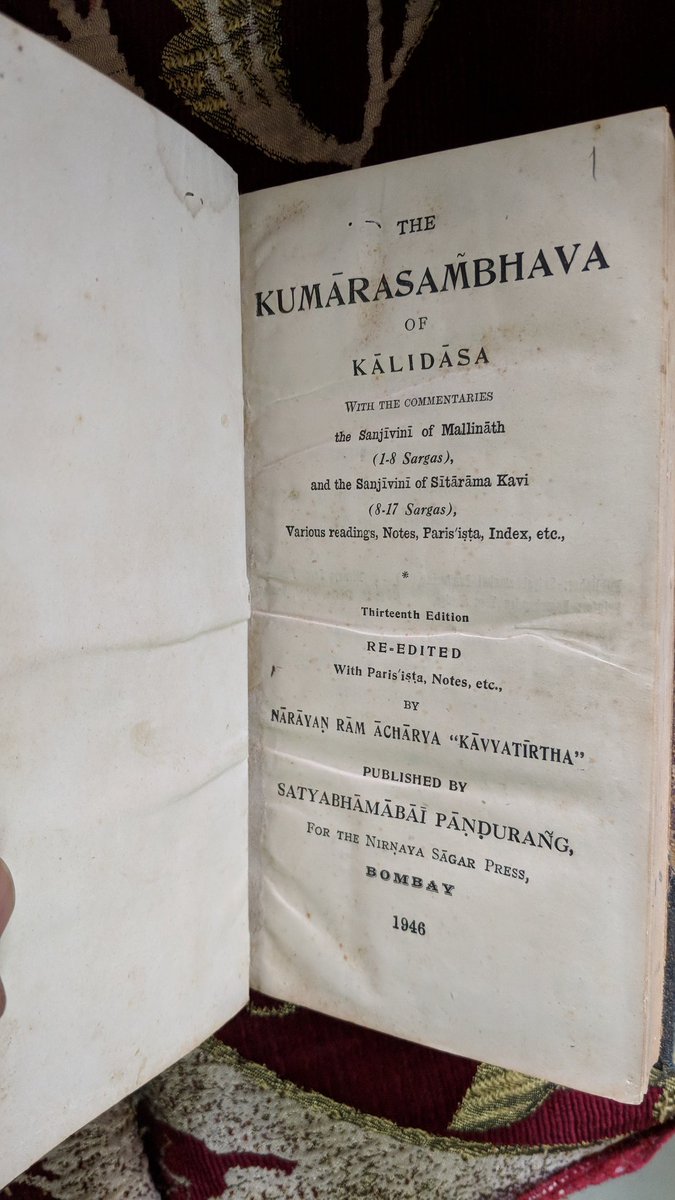 THE
KUMĀRASAM̃BHAVA
OF
KĀLIDĀSA
WITH THE COMMENTARIES
the Sanjīvinī of Mallināth
(1-8 Sargas),
and the Sanjīvinī of Sītārāma Kavi
(8-17 Sargas),
Various readings, Notes, Paris'iṣṭa, Index, etc.,
*
Thirteenth Edition
RE-EDITED
With Paris'iṣṭa, Notes, etc.,
BY
NĀRĀYAṆ RĀM ĀCHĀRYA “KĀVYATĪRTHA”
PUBLISHED BY
SATYABHĀMĀBĀĪ PĀṆḌURAÑG,
FOR THE NIRṆAYA SĀGAR PRESS,
BOMBAY
1946